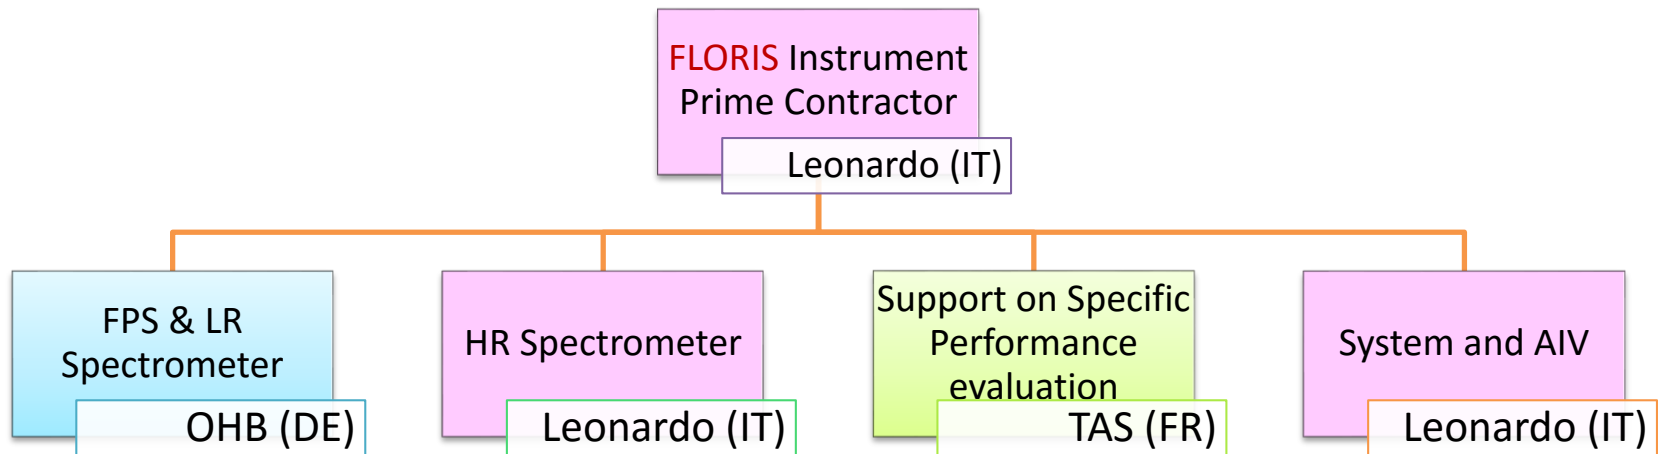 FLORIS Instrument
Prime Contractor
Leonardo (IT)
FPS & LR
Spectrometer
OHB (DE)
HR Spectrometer
Leonardo (IT)
Support on Specific
Performance
evaluation
TAS (FR)
System and AIV
Leonardo (IT)